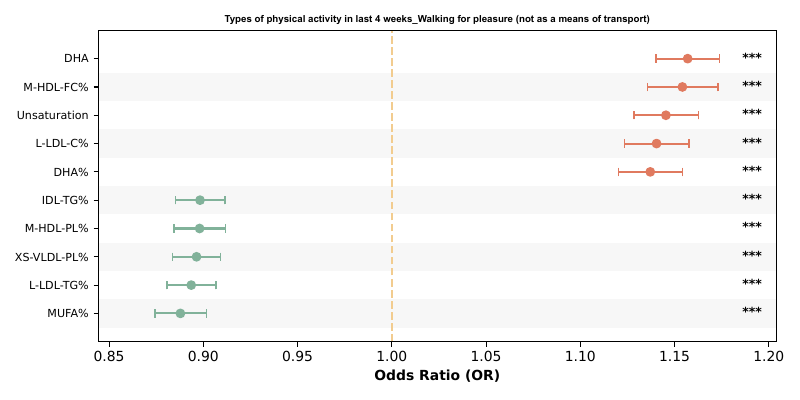 Types of physical activity in last 4 weeks_Walking for pleasure (not as a means of transport)
DHA ***
M-HDL-FC% ***
Unsaturation ***
L-LDL-C% ***
DHA% ***
IDL-TG% ***
M-HDL-PL% ***
XS-VLDL-PL% ***
L-LDL-TG% ***
MUFA% ***
0.85 0.90 0.95 1.00 1.05 1.10 1.15 1.20
Odds Ratio (OR)